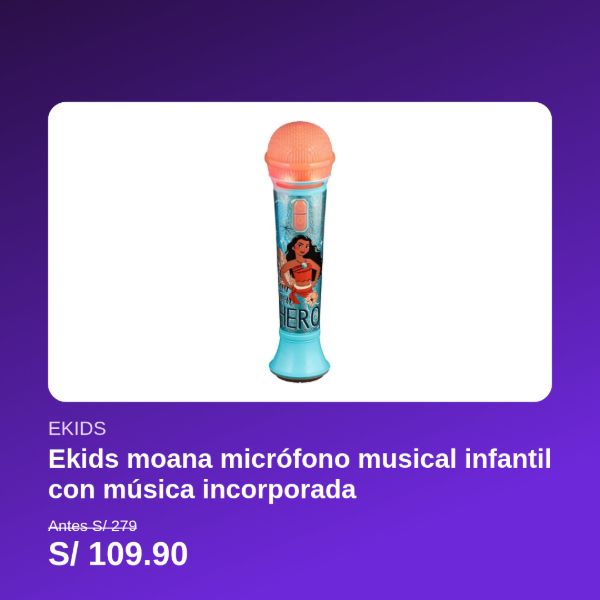 HERO
EKIDS
Ekids moana micrófono musical infantil
con música incorporada
Antes S/ 279
S/ 109.90